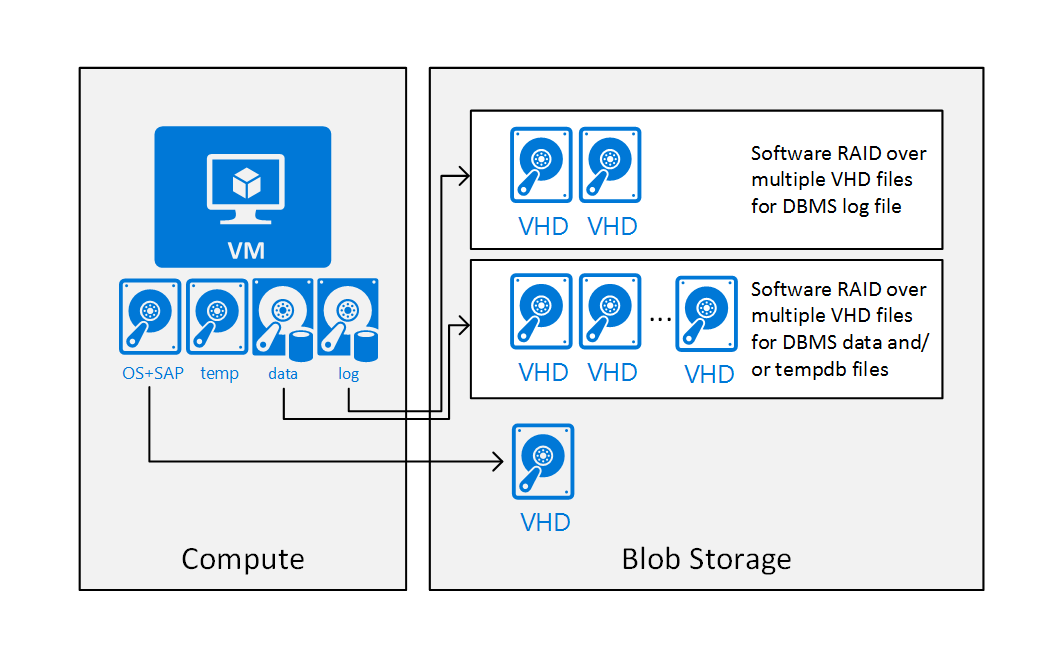 VM
OS+SAP temp data log
Compute
VHD VHD
Software RAID over
multiple VHD files
for DBMS log file
VHD VHD ... VHD
Software RAID over
multiple VHD files
for DBMS data and/
or tempdb files
VHD
Blob Storage